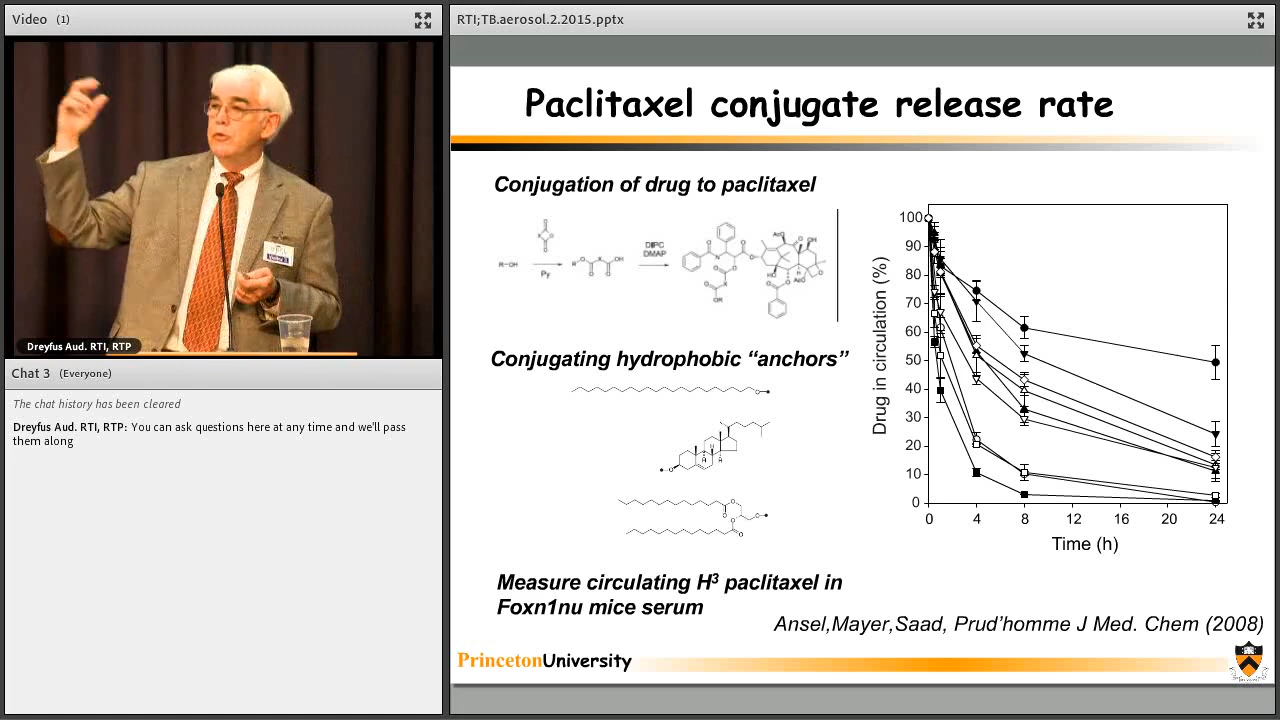 Video (1)
RTI;TB.aerosol.2.2015.pptx
Dreyfus Aud. RTI, RTP
Chat 3 (Everyone)
The chat history has been cleared
Dreyfus Aud. RTI, RTP: You can ask questions here at any time and we'll pass
them along
Paclitaxel conjugate release rate
Conjugation of drug to paclitaxel
R-OH
Py
DIPC
DMAP
Conjugating hydrophobic “anchors”
Measure circulating H³ paclitaxel in
Foxn1nu mice serum
Drug in circulation (%)
100
90
80
70
60
50
40
30
20
10
0
0 4 8 12 16 20 24
Time (h)
Ansel,Mayer,Saad, Prud’homme J Med. Chem (2008)
PrincetonUniversity